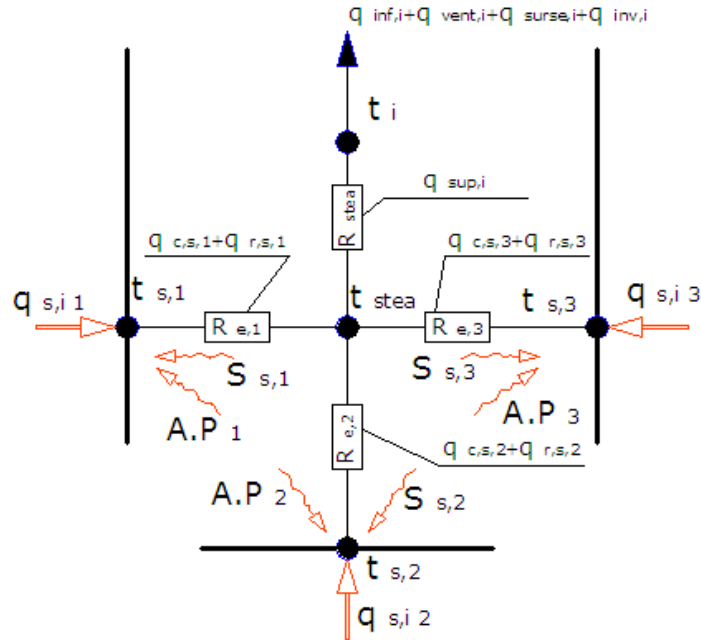 q inf,i+q vent,i+q surse,i+q inv,i
t i
R stea
q sup,i
q c,s,1+q r,s,1
q c,s,3+q r,s,3
q s,i 1
t s,1
t stea
t s,3
q s,i 3
R e,1
R e,3
S s,1
S s,3
A.P 1
A.P 3
R e,2
q c,s,2+q r,s,2
A.P 2
S s,2
t s,2
q s,i 2